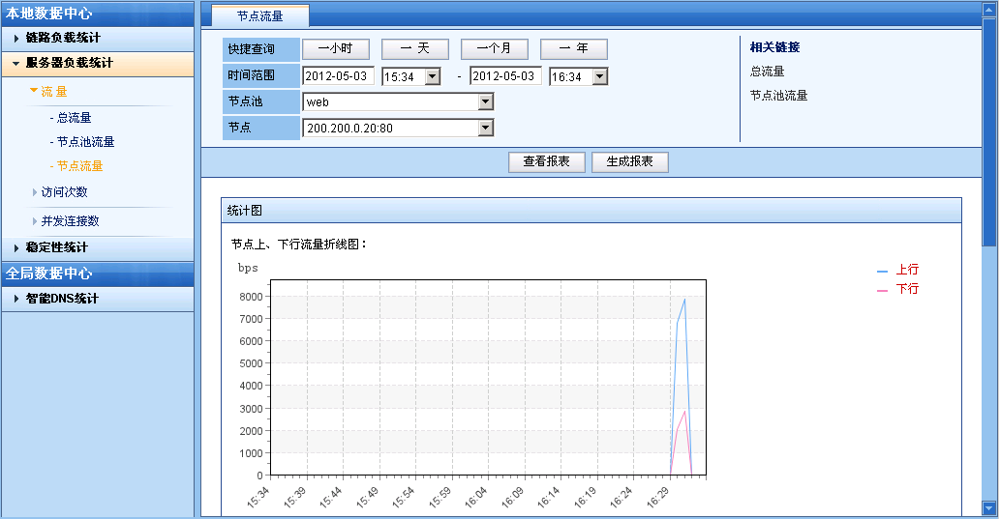 本地数据中心
链路负载统计
服务器负载统计
流 量
- 总流量
- 节点池流量
- 节点流量
访问次数
并发连接数
稳定性统计
全局数据中心
智能DNS统计
节点流量
快捷查询 一小时 一 天 一个月 一 年
时间范围 2012-05-03 15:34 - 2012-05-03 16:34
节点池 web
节点 200.200.0.20:80
相关链接
总流量
节点池流量
查看报表 生成报表
统计图
节点上、下行流量折线图：
bps
上行
下行
8000
7000
6000
5000
4000
3000
2000
1000
0
15:34 15:39 15:44 15:49 15:54 15:59 16:04 16:09 16:14 16:19 16:24 16:29